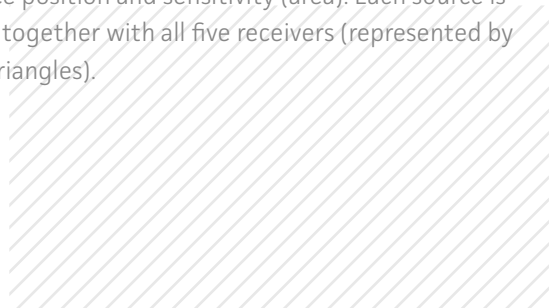 position and sensitivity (area). Each source is
together with all five receivers (represented by
riangles).